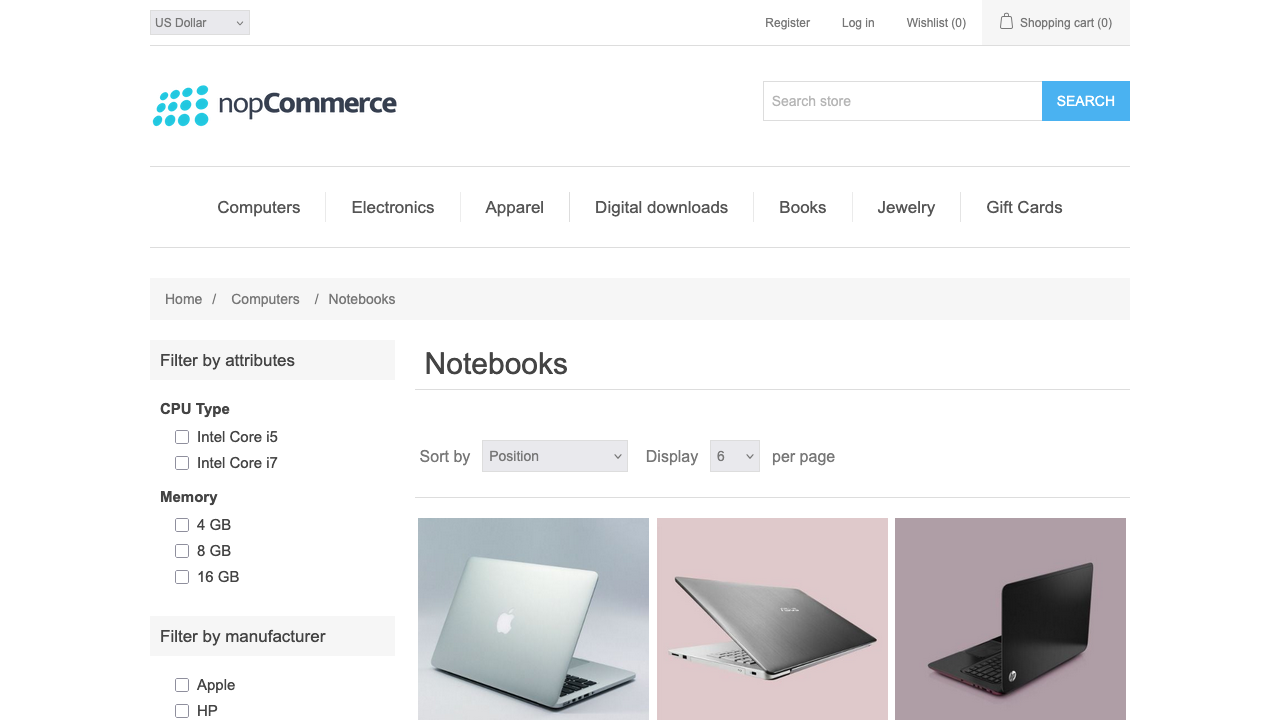 US Dollar
Register
Log in
Wishlist (0)
Shopping cart (0)
nopCommerce
Search store
SEARCH
Computers
Electronics
Apparel
Digital downloads
Books
Jewelry
Gift Cards
Home / Computers / Notebooks
Filter by attributes
CPU Type
Intel Core i5
Intel Core i7
Memory
4 GB
8 GB
16 GB
Filter by manufacturer
Apple
HP
Notebooks
Sort by Position Display 6 per page